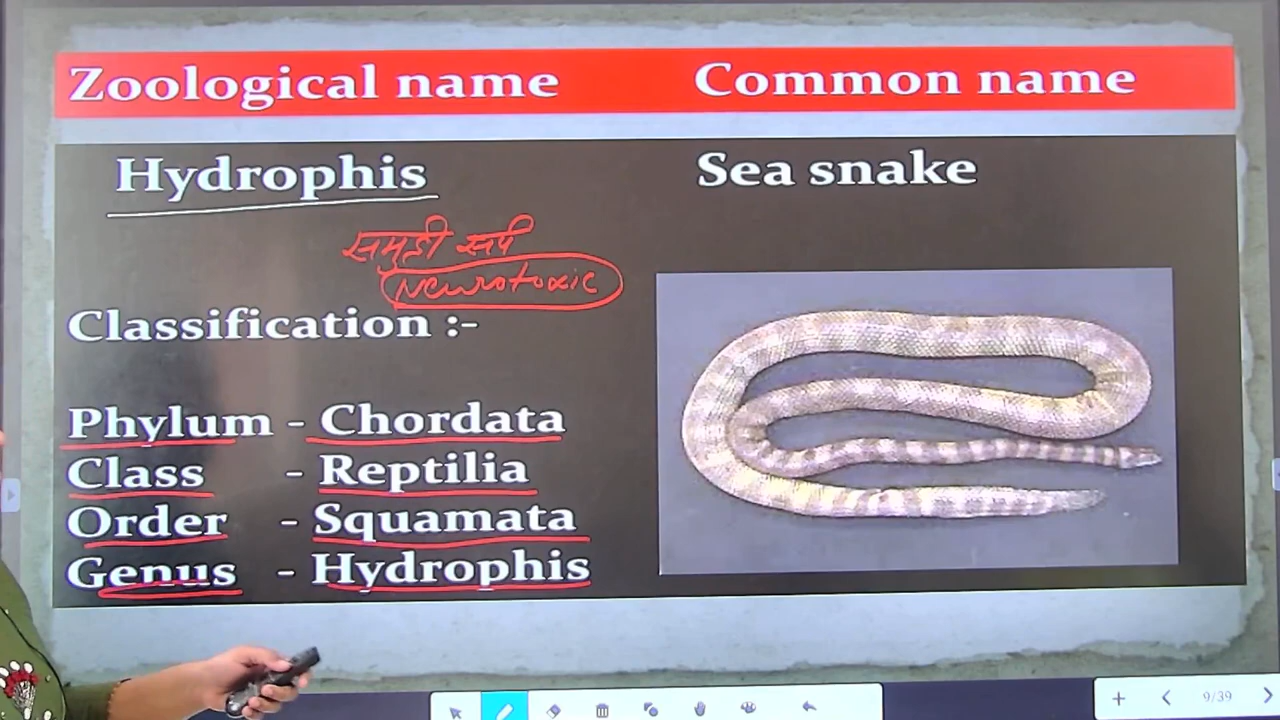 Zoological name Common name
Hydrophis Sea snake
समुद्री सर्प
Neurotoxic
Classification :-
Phylum - Chordata
Class - Reptilia
Order - Squamata
Genus - Hydrophis
9/39